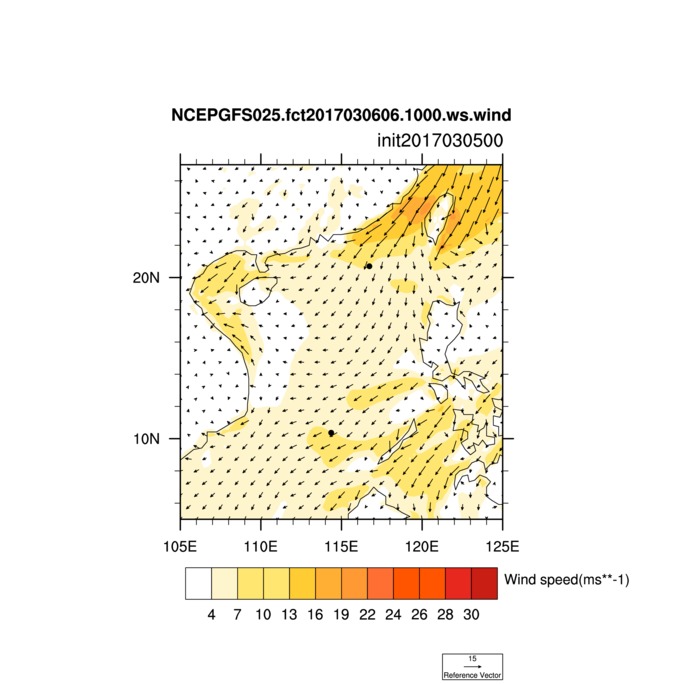 NCEPGFS025.fct2017030606.1000.ws.wind
init2017030500
20N
10N
105E 110E 115E 120E 125E
Wind speed(ms**-1)
4 7 10 13 16 19 22 24 26 28 30
15
Reference Vector